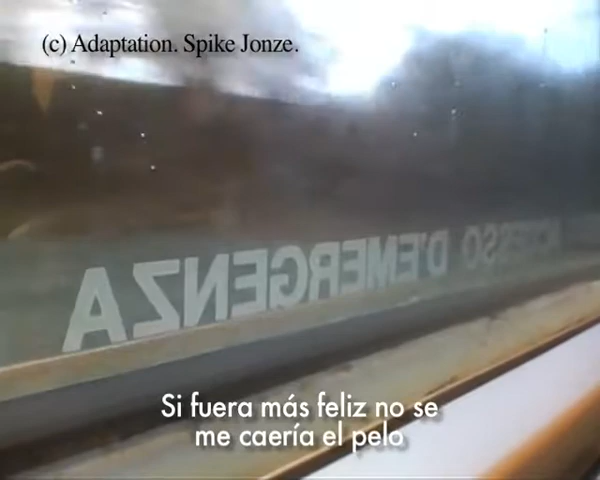 (c) Adaptation. Spike Jonze.
D'EMERGENZA
Si fuera más feliz no se
me caería el pelo